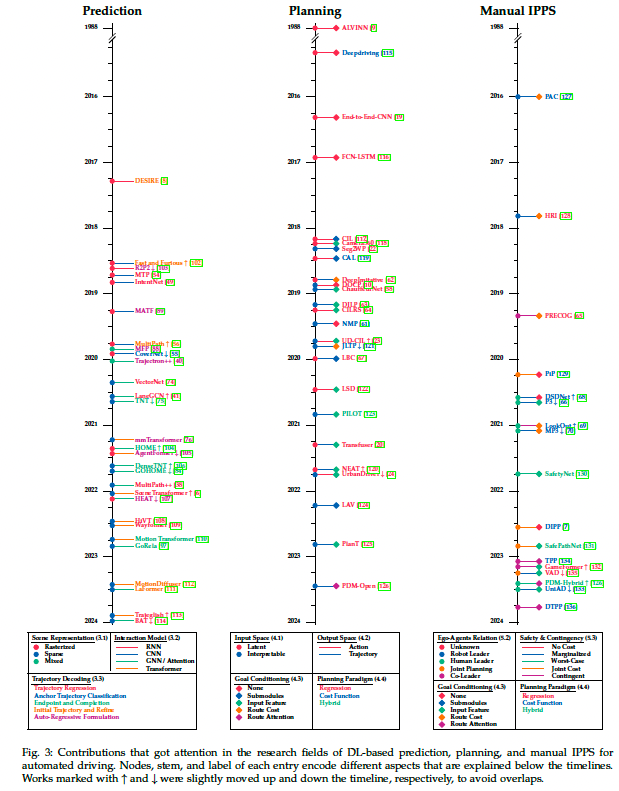 Prediction
1988
2016
2017
DESIRE [5]
2018
Fast and Furious ↑ [102]
R2P2 ↓ [103]
MTP [54]
IntentNet [49]
2019
MATF [89]
MultiPath ↑ [56]
MFP [88]
CoverNet ↓ [55]
2020
Trajectron++ [40]
VectorNet [74]
LaneGCN ↑ [41]
TNT ↓ [75]
2021
mmTransformer [76]
HOME ↑ [104]
AgentFormer ↓ [105]
DenseTNT ↑ [106]
GOHOME ↓ [84]
MultiPath++ [38]
2022
SceneTransformer ↑ [6]
HEAT ↓ [107]
HiVT [108]
Wayformer [109]
Motion Transformer [110]
GoRela [97]
2023
MotionDiffuser [112]
LaFormer [111]
Trajeglish ↑ [113]
BAT ↓ [114]
2024
Planning
1988
ALVINN [9]
Deepdriving [115]
2016
End-to-End-CNN [19]
2017
FCN-LSTM [116]
2018
CIL [117]
Seg2WP [22]
CAL [119]
DeepImitative [62]
2019
ChauffeurNet [58]
CILRS [64]
NMP [63]
UD-CIL ↑ [23]
JLTP ↓ [121]
2020
LBC [67]
LSD [122]
PILOT [123]
2021
Transfuser [20]
NEAT ↑ [120]
UrbanDriver ↓ [24]
2022
LAV [124]
PlanT [125]
2023
PDM-Open [126]
2024
Manual IPPS
1988
2016
PAC [127]
2017
HRI [128]
2018
2019
PRECOG [65]
2020
PiP [129]
DSDNet ↑ [68]
P3 ↓ [66]
2021
LookOut ↑ [69]
MP3 ↓ [70]
SafetyNet [130]
2022
DIPP [7]
SafePathNet [131]
2023
TPP [134]
GameFormer ↑ [132]
VAD ↓ [135]
PDM-Hybrid ↑ [126]
UniAD ↓ [133]
DTPP [136]
2024
Scene Representation (3.1)
Rasterized
Sparse
Mixed
Interaction Model (3.2)
RNN
CNN
GNN / Attention
Transformer
Trajectory Decoding (3.3)
Trajectory Regression
Anchor Trajectory Classification
Endpoint and Completion
Initial Trajectory and Refine
Auto-Regressive Formulation
Input Space (4.1)
Latent
Interpretable
Output Space (4.2)
Action
Trajectory
Goal Conditioning (4.3)
None
Submodules
Input Feature
Route Cost
Route Attention
Planning Paradigm (4.4)
Regression
Cost Function
Hybrid
Ego-Agents Relation (5.2)
Unknown
Robot Leader
Human Leader
Joint Planning
Co-Leader
Safety & Contingency (5.3)
No Cost
Marginalized
Worst-Case
Joint Cost
Contingent
Goal Conditioning (4.3)
None
Submodules
Input Feature
Route Cost
Route Attention
Planning Paradigm (4.4)
Regression
Cost Function
Hybrid
Fig. 3: Contributions that got attention in the research fields of DL-based prediction, planning, and manual IPPS for
automated driving. Nodes, stem, and label of each entry encode different aspects that are explained below the timelines.
Works marked with ↑ and ↓ were slightly moved up and down the timeline, respectively, to avoid overlaps.